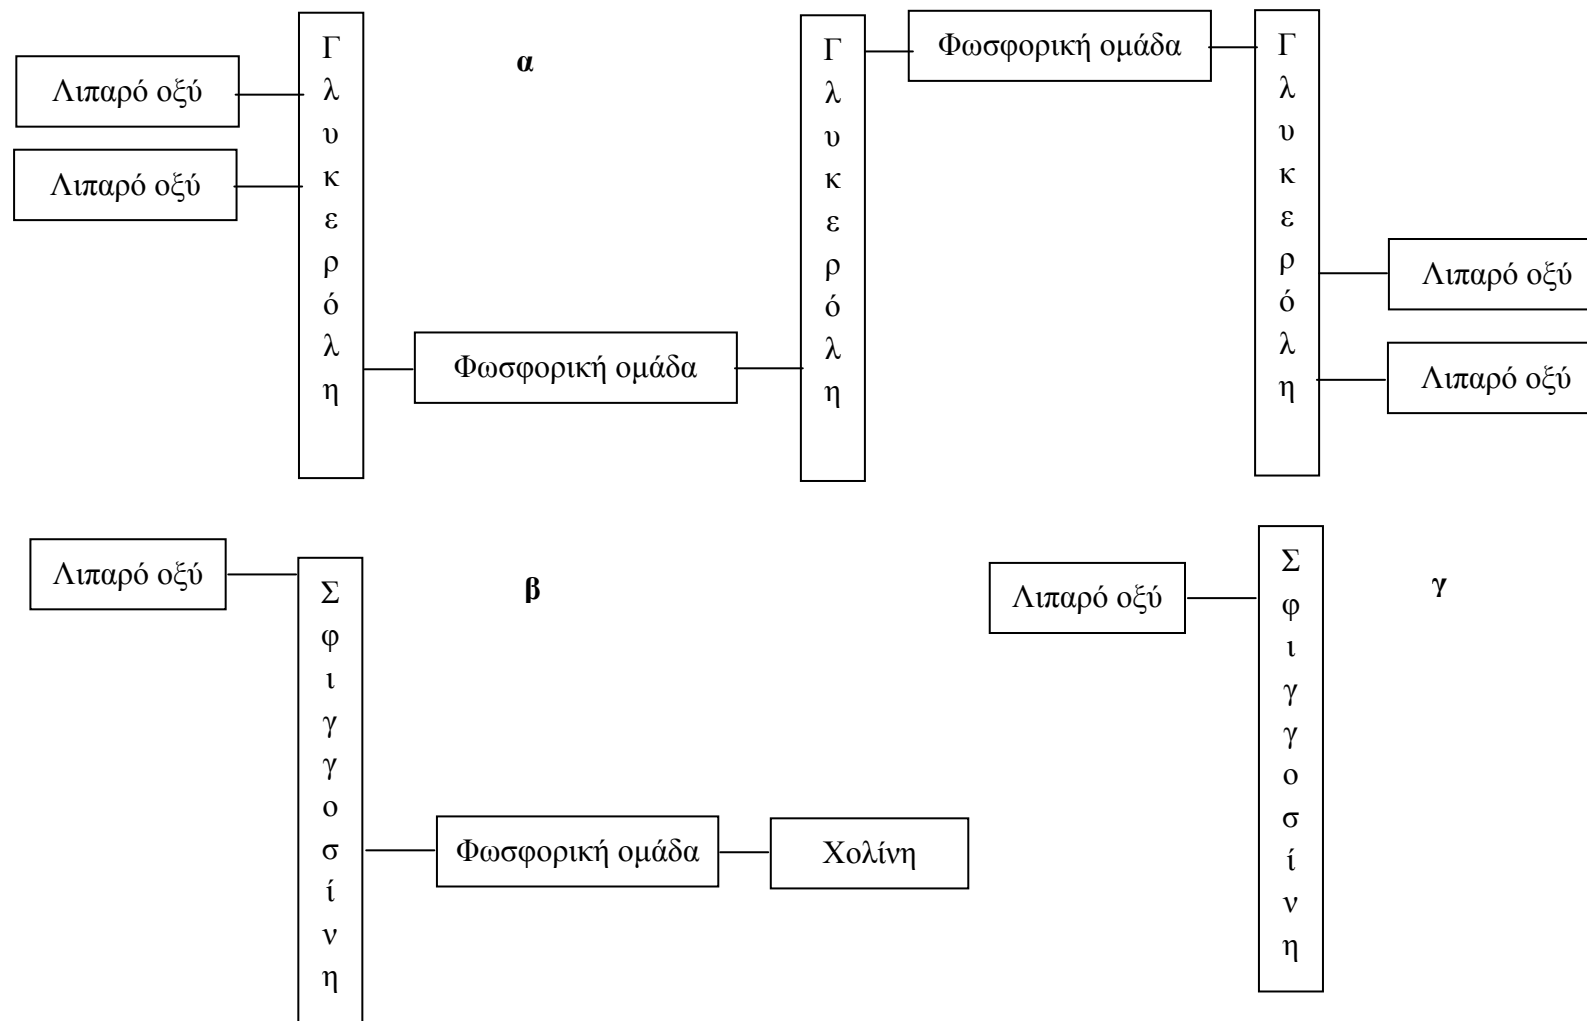 Γλυκερόλη
α
Λιπαρό οξύ
Λιπαρό οξύ
Φωσφορική ομάδα
Γλυκερόλη
Φωσφορική ομάδα
Γλυκερόλη
Λιπαρό οξύ
Λιπαρό οξύ
Λιπαρό οξύ
Σφιγγοσίνη
β
Φωσφορική ομάδα
Χολίνη
Λιπαρό οξύ
Σφιγγοσίνη
γ